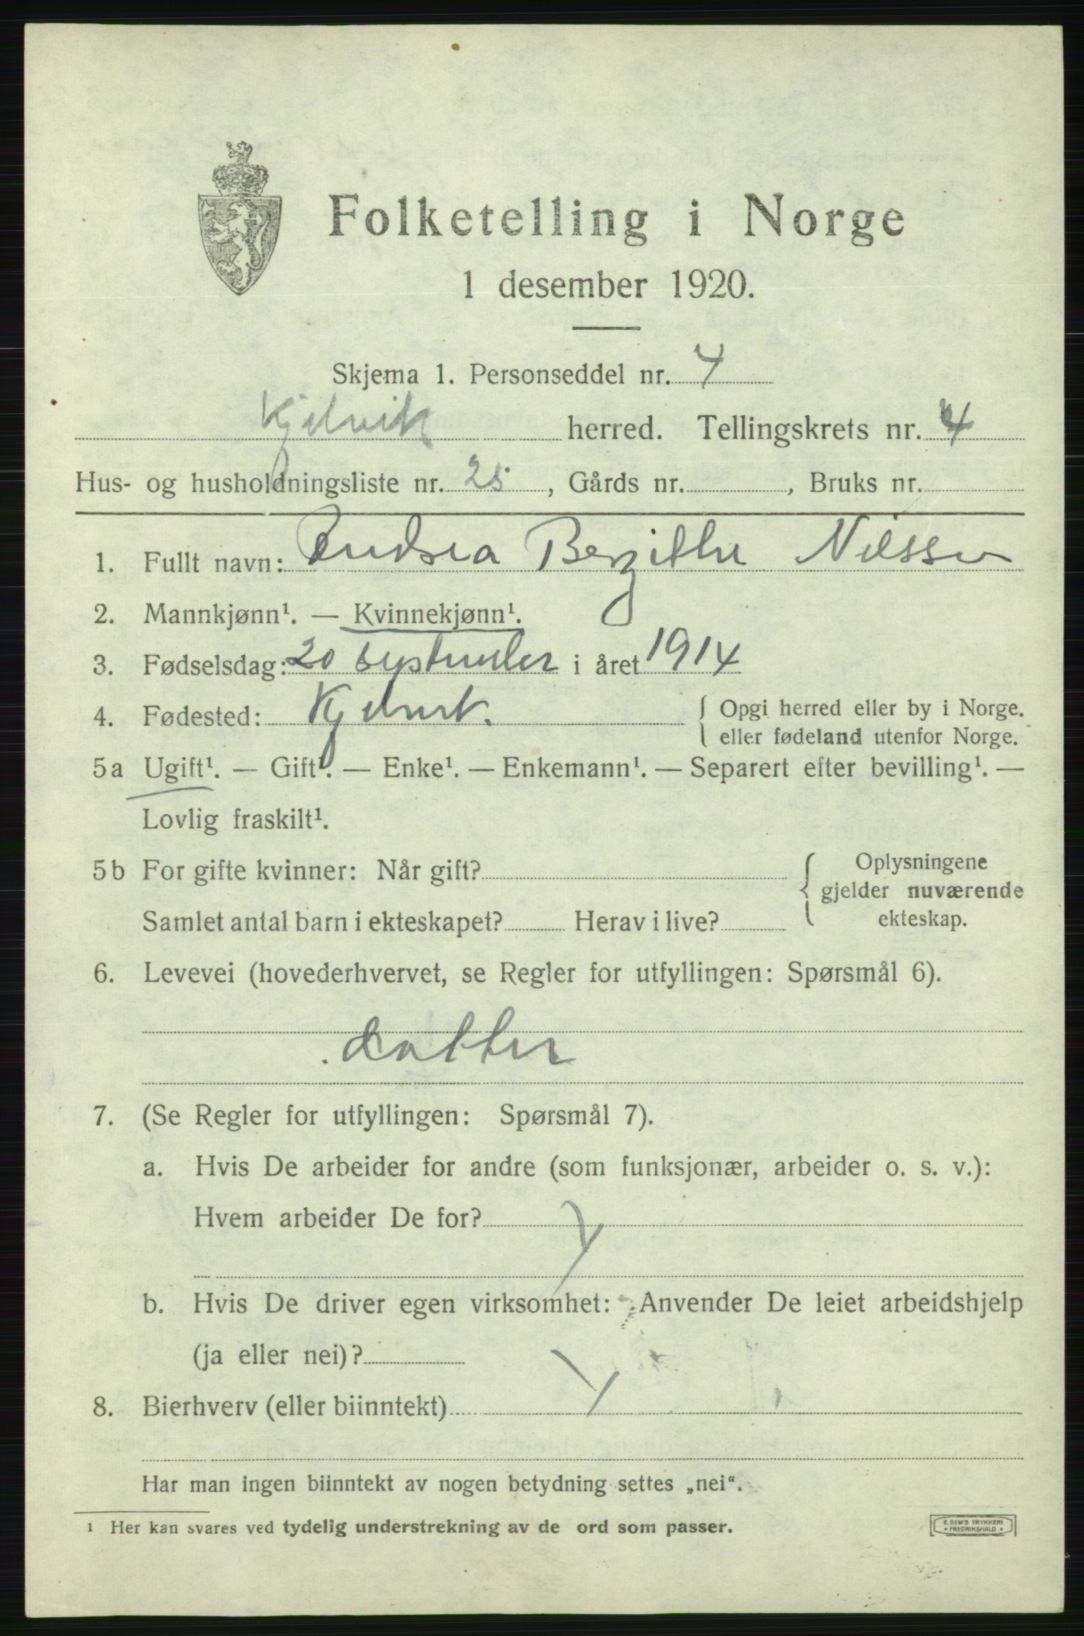 Folketelling i Norge
1 desember 1920.
Skjema 1. Personseddel nr. 4
Kjelvik herred. Tellingskrets nr. 4
Hus- og husholdningsliste nr. 25, Gårds nr. , Bruks nr.
1. Fullt navn: Andrea Bergithe Nilssen
2. Mannkjønn¹. — Kvinnekjønn¹.
3. Fødselsdag: 20 september i året 1914
4. Fødested: Kjelvik. { Opgi herred eller by i Norge.
eller fødeland utenfor Norge.
5a Ugift¹. — Gift¹. — Enke¹. — Enkemann¹. — Separert efter bevilling¹. —
Lovlig fraskilt¹.
5b For gifte kvinner: Når gift? { Oplysningene
gjelder nuværende
Samlet antal barn i ekteskapet? Herav i live? ekteskap.
6. Levevei (hovederhvervet, se Regler for utfyllingen: Spørsmål 6).
datter
7. (Se Regler for utfyllingen: Spørsmål 7).
a. Hvis De arbeider for andre (som funksjonær, arbeider o. s. v.):
Hvem arbeider De for?
b. Hvis De driver egen virksomhet: Anvender De leiet arbeidshjelp
(ja eller nei)?
8. Bierhverv (eller biinntekt)
Har man ingen biinntekt av nogen betydning settes „nei“.
¹ Her kan svares ved tydelig understrekning av de ord som passer.
E. SEM'S TRYKKERI
• FREDRIKSHALD •